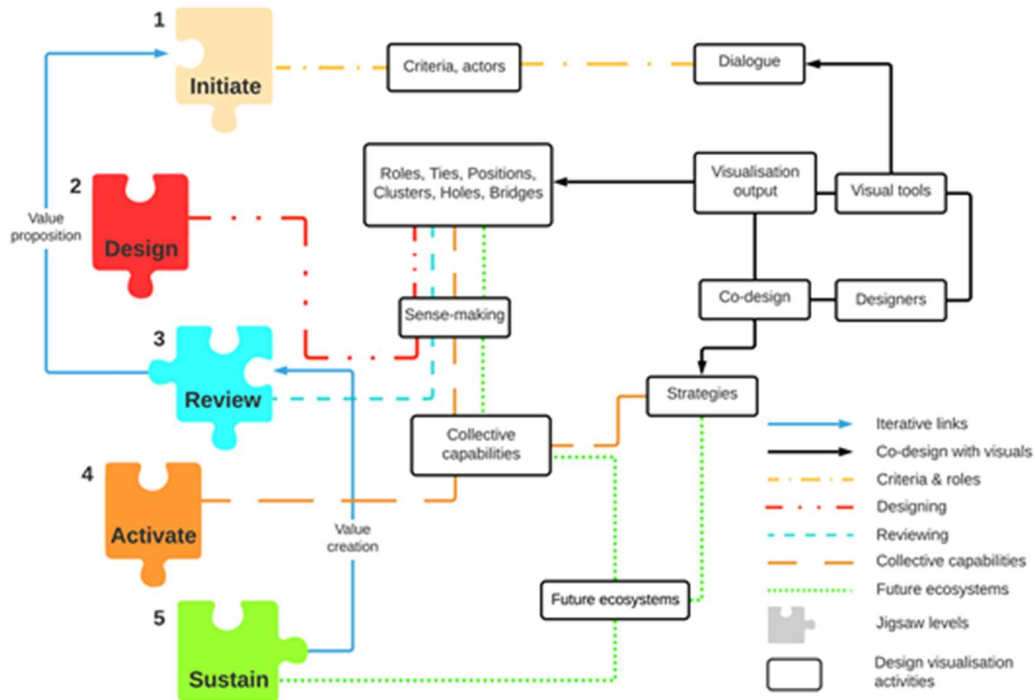 1
Initiate
Criteria, actors
Dialogue
2
Design
Value
proposition
Roles, Ties, Positions,
Clusters, Holes, Bridges
Visualisation
output
Visual tools
Sense-making
Co-design
Designers
3
Review
Strategies
Collective
capabilities
4
Activate
Value
creation
5
Sustain
Future ecosystems
Iterative links
Co-design with visuals
Criteria & roles
Designing
Reviewing
Collective capabilities
Future ecosystems
Jigsaw levels
Design visualisation
activities